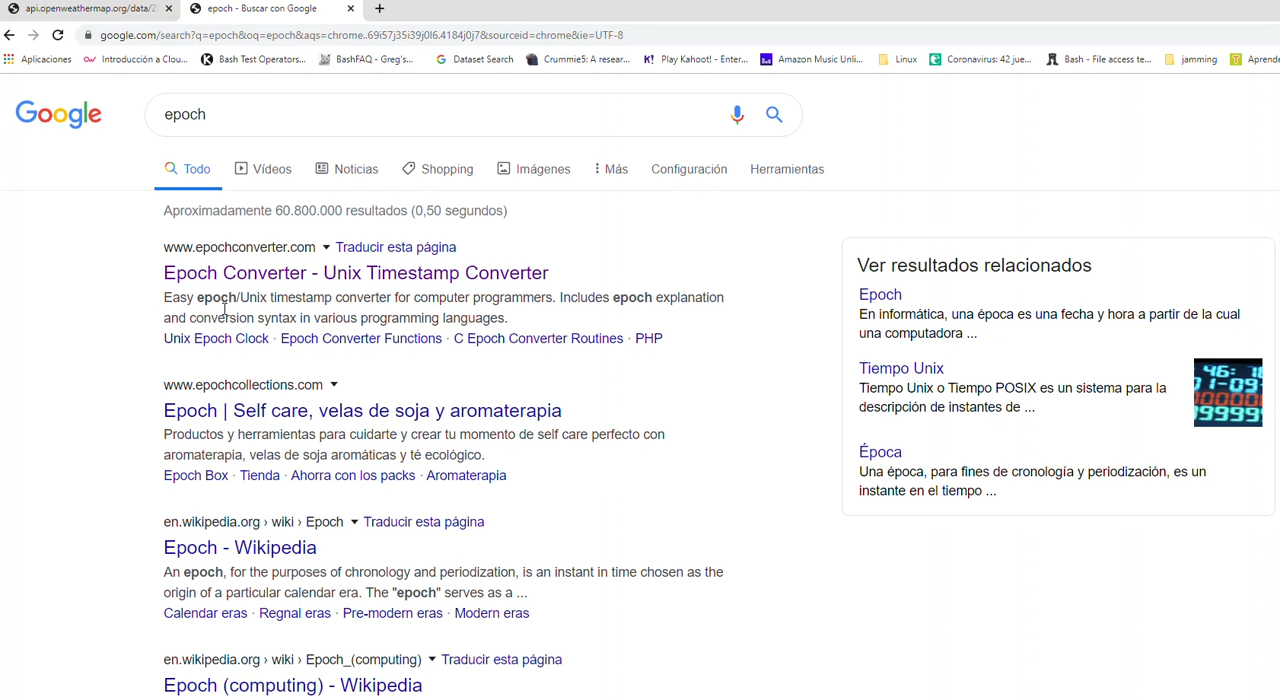 api.openweathermap.org/data/2
epoch - Buscar con Google
google.com/search?q=epoch&oq=epoch&aqs=chrome..69i57j35i39j0l6.4184j0j7&sourceid=chrome&ie=UTF-8
Aplicaciones
Introducción a Clou...
Bash Test Operators...
BashFAQ - Greg's...
Dataset Search
Crummie5: A resear...
Play Kahoot! - Enter...
Amazon Music Unli...
Linux
Coronavirus: 42 jue...
Bash - File access te...
jamming
Aprende
Google
epoch
Todo
Vídeos
Noticias
Shopping
Imágenes
Más
Configuración
Herramientas
Aproximadamente 60.800.000 resultados (0,50 segundos)
www.epochconverter.com Traducir esta página
Epoch Converter - Unix Timestamp Converter
Easy epoch/Unix timestamp converter for computer programmers. Includes epoch explanation
and conversion syntax in various programming languages.
Unix Epoch Clock · Epoch Converter Functions · C Epoch Converter Routines · PHP
www.epochcollections.com
Epoch | Self care, velas de soja y aromaterapia
Productos y herramientas para cuidarte y crear tu momento de self care perfecto con
aromaterapia, velas de soja aromáticas y té ecológico.
Epoch Box · Tienda · Ahorra con los packs · Aromaterapia
en.wikipedia.org › wiki › Epoch Traducir esta página
Epoch - Wikipedia
An epoch, for the purposes of chronology and periodization, is an instant in time chosen as the
origin of a particular calendar era. The "epoch" serves as a ...
Calendar eras · Regnal eras · Pre-modern eras · Modern eras
en.wikipedia.org › wiki › Epoch_(computing) Traducir esta página
Epoch (computing) - Wikipedia
Ver resultados relacionados
Epoch
En informática, una época es una fecha y hora a partir de la cual
una computadora ...
Tiempo Unix
Tiempo Unix o Tiempo POSIX es un sistema para la
descripción de instantes de ...
Época
Una época, para fines de cronología y periodización, es un
instante en el tiempo ...